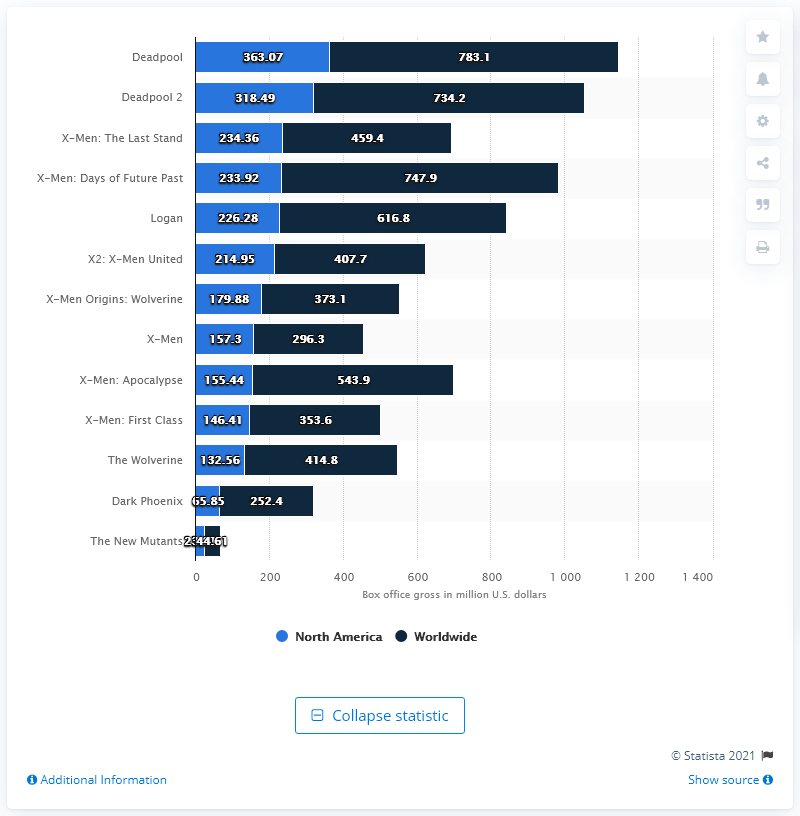 Deadpool 363.07 783.1
Deadpool 2 318.49 734.2
X-Men: The Last Stand 234.36 459.4
X-Men: Days of Future Past 233.92 747.9
Logan 226.28 616.8
X2: X-Men United 214.95 407.7
X-Men Origins: Wolverine 179.88 373.1
X-Men 157.3 296.3
X-Men: Apocalypse 155.44 543.9
X-Men: First Class 146.41 353.6
The Wolverine 132.56 414.8
Dark Phoenix 65.85 252.4
The New Mutants 44.61
0 200 400 600 800 1 000 1 200 1 400
Box office gross in million U.S. dollars
North America Worldwide
Collapse statistic
© Statista 2021
Additional Information Show source